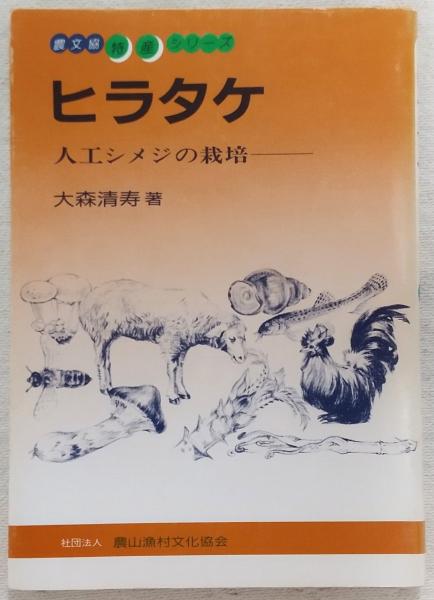 農文協特産シリーズ
ヒラタケ
人工シメジの栽培――
大森清寿 著
社団法人 農山漁村文化協会